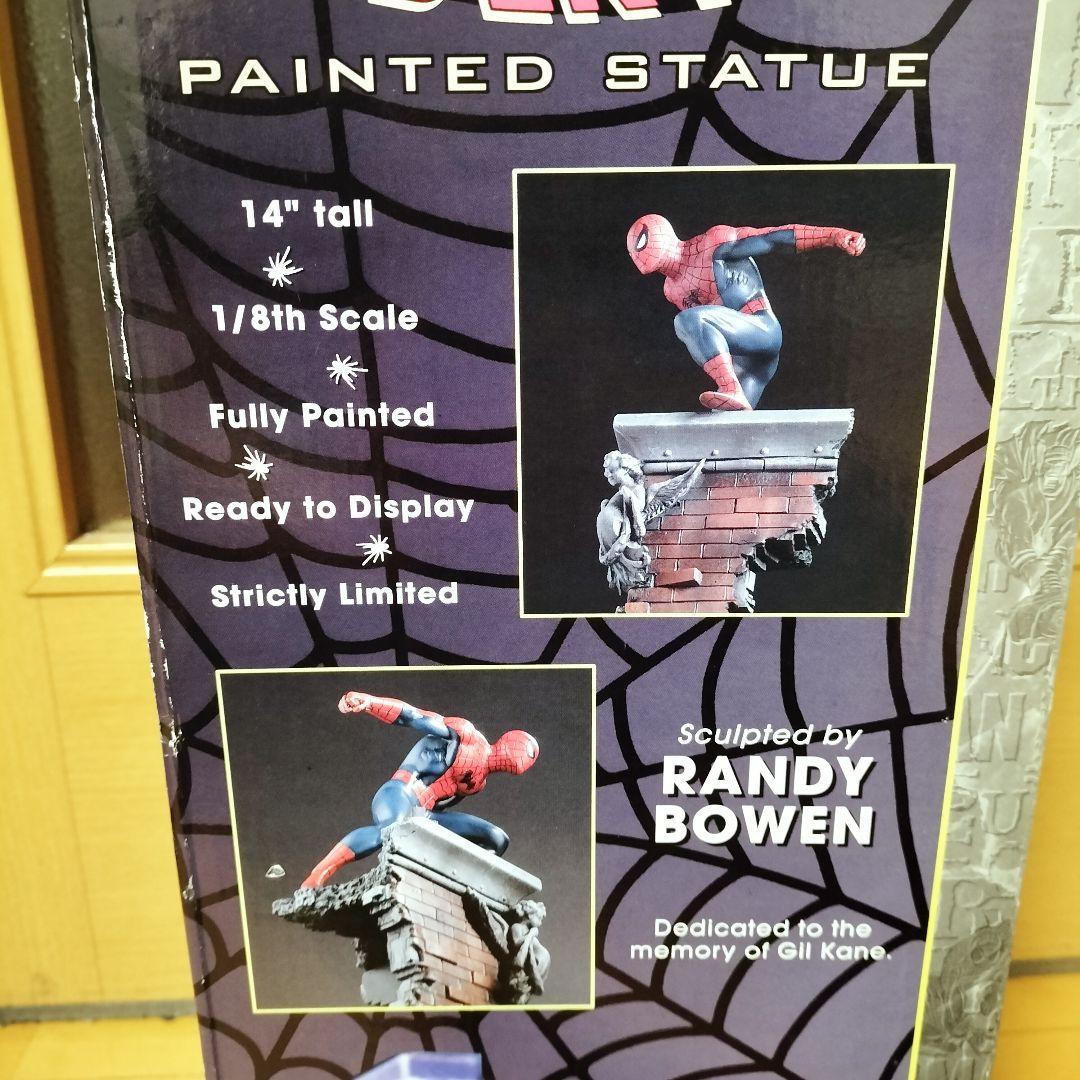 PAINTED STATUE
14" tall
1/8th Scale
Fully Painted
Ready to Display
Strictly Limited
Sculpted by
RANDY
BOWEN
Dedicated to the
memory of Gil Kane.